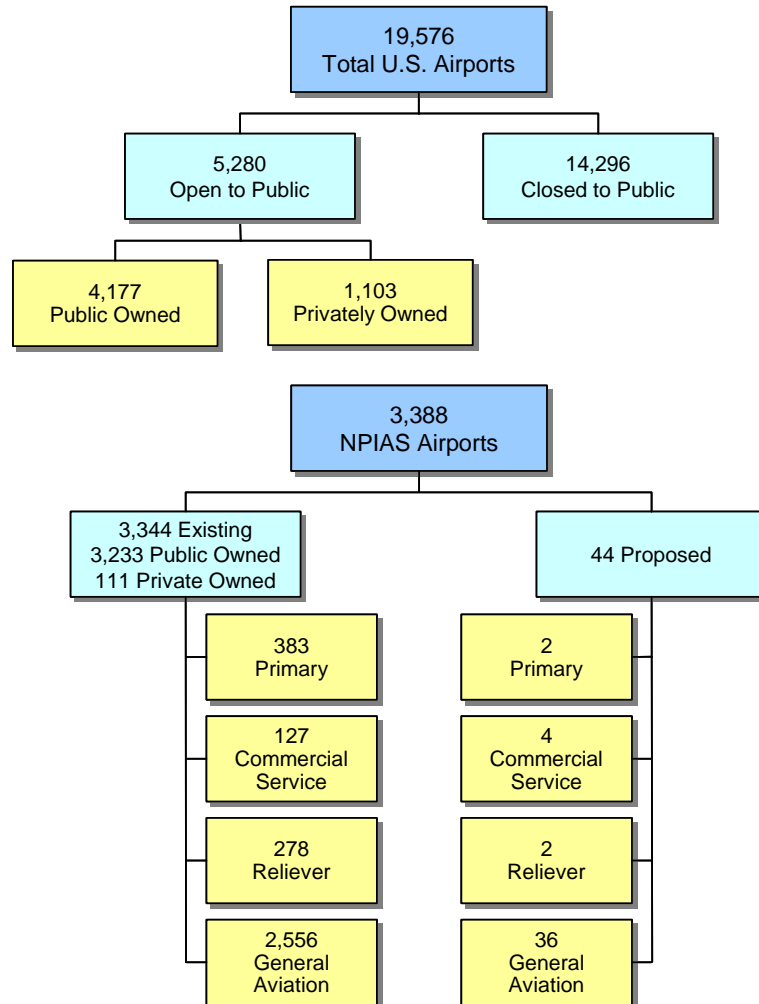 19,576
Total U.S. Airports
5,280
Open to Public
14,296
Closed to Public
4,177
Public Owned
1,103
Privately Owned
3,388
NPIAS Airports
3,344 Existing
3,233 Public Owned
111 Private Owned
44 Proposed
383
Primary
2
Primary
127
Commercial
Service
4
Commercial
Service
278
Reliever
2
Reliever
2,556
General
Aviation
36
General
Aviation